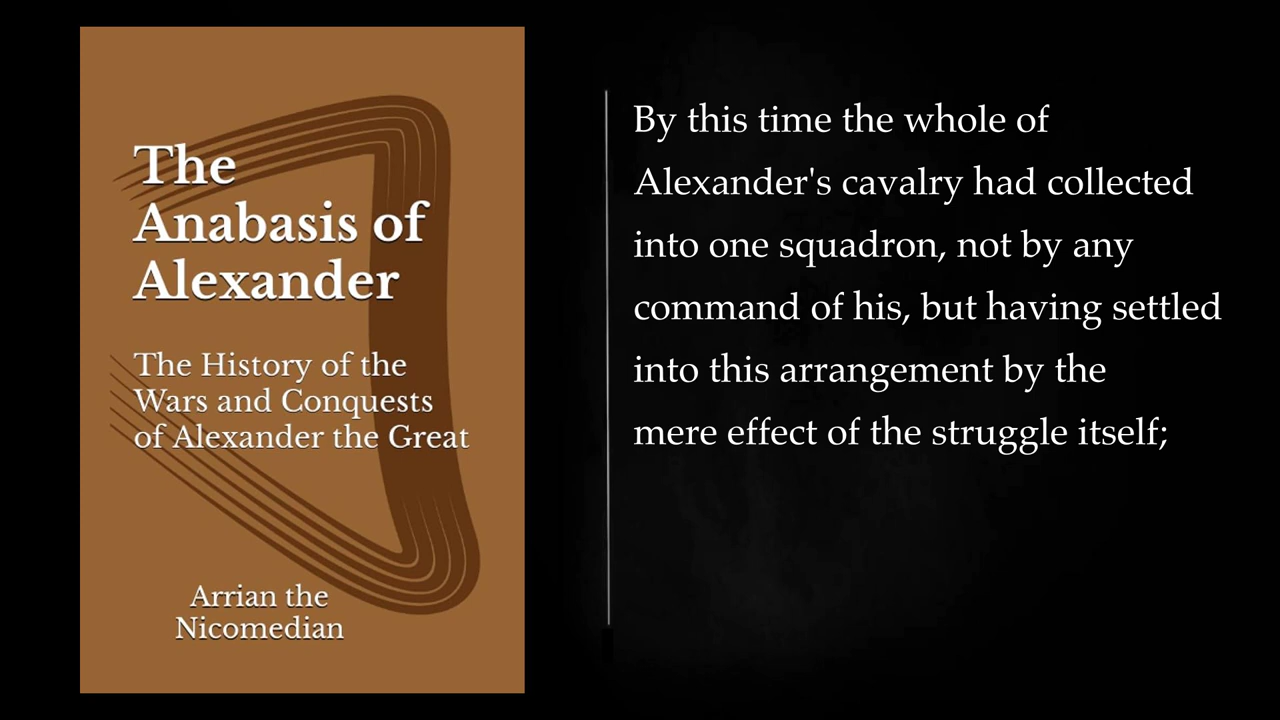 The
Anabasis of
Alexander
The History of the
Wars and Conquests
of Alexander the Great
Arrian the
Nicomedian
By this time the whole of
Alexander's cavalry had collected
into one squadron, not by any
command of his, but having settled
into this arrangement by the
mere effect of the struggle itself;